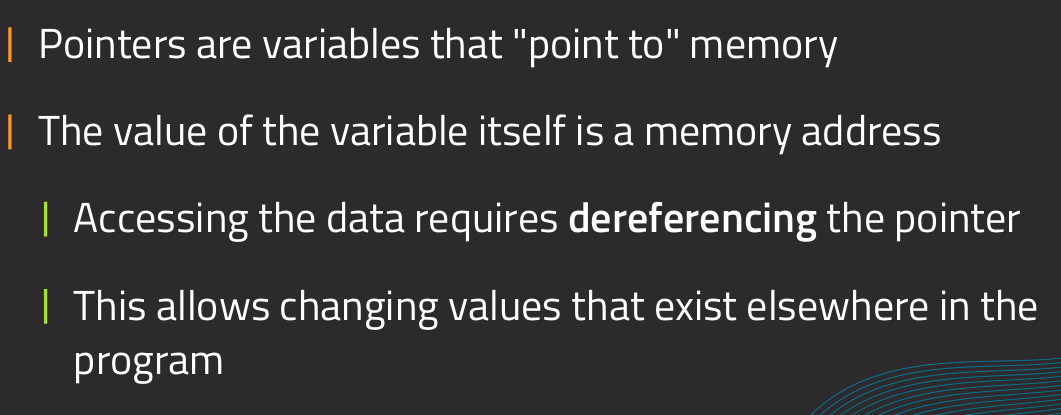 Pointers are variables that "point to" memory
The value of the variable itself is a memory address
Accessing the data requires dereferencing the pointer
This allows changing values that exist elsewhere in the
program